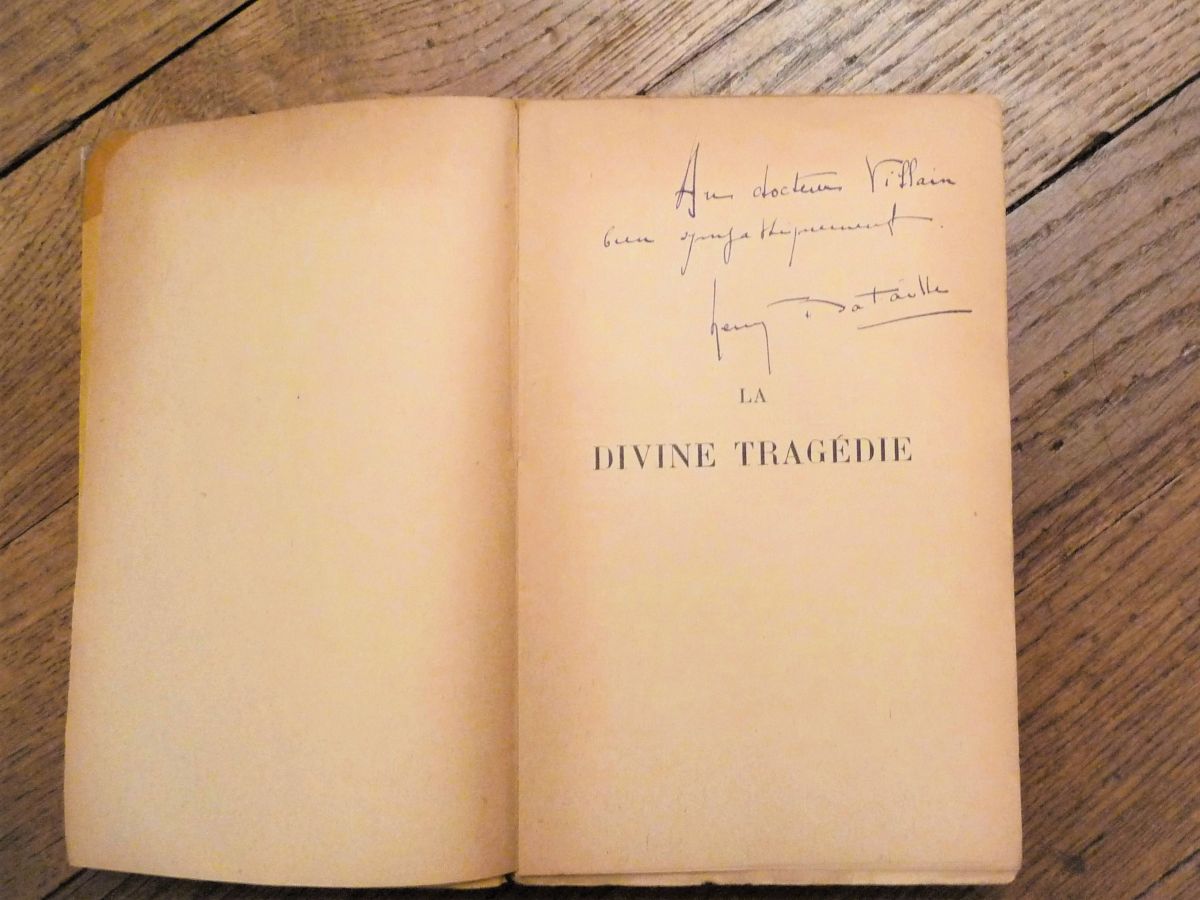 Au docteur Villain
bien sympathiquement.
henry Bataille
LA
DIVINE TRAGÉDIE